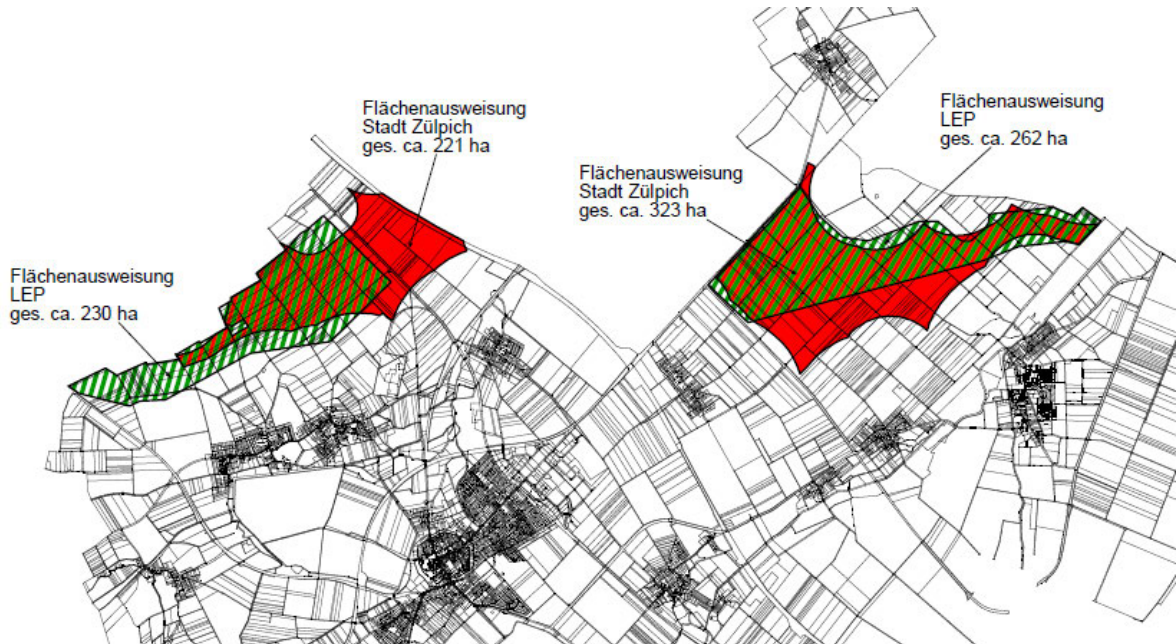 Flächenausweisung
Stadt Zülpich
ges. ca. 221 ha
Flächenausweisung
LEP
ges. ca. 262 ha
Flächenausweisung
Stadt Zülpich
ges. ca. 323 ha
Flächenausweisung
LEP
ges. ca. 230 ha